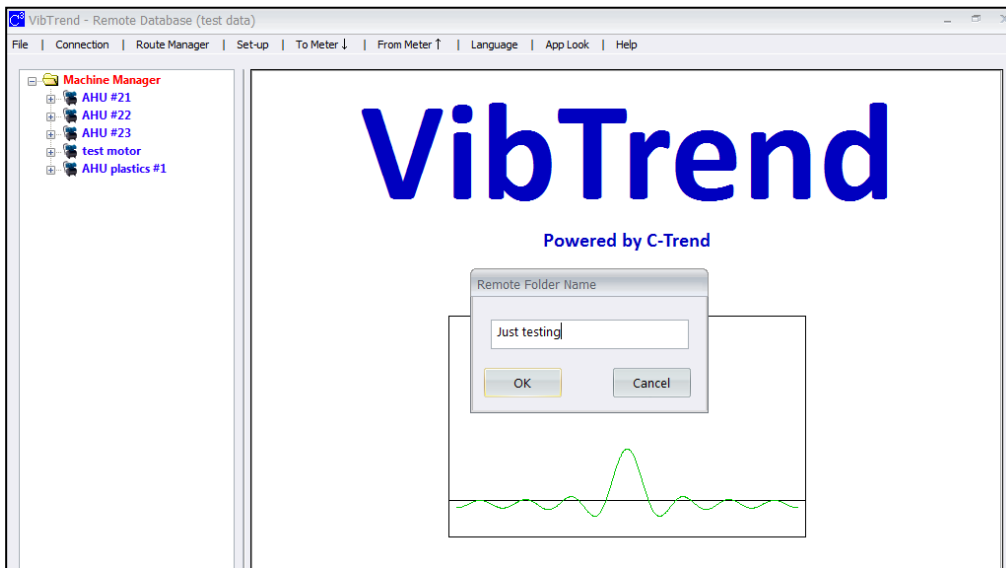 C³ VibTrend - Remote Database (test data)
File | Connection | Route Manager | Set-up | To Meter ↓ | From Meter ↑ | Language | App Look | Help
Machine Manager
AHU #21
AHU #22
AHU #23
test motor
AHU plastics #1
VibTrend
Powered by C-Trend
Remote Folder Name
Just testing
OK Cancel